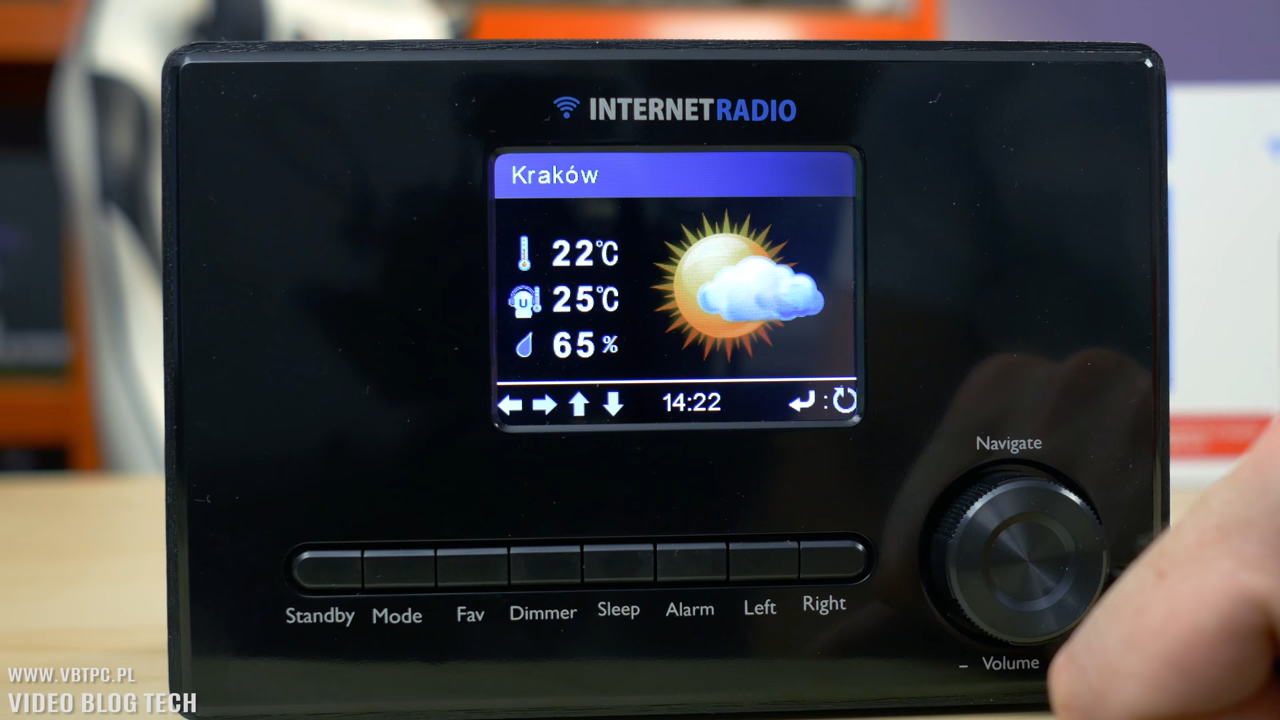 INTERNETRADIO
Kraków
22°C
25°C
65%
14:22 :
Navigate
Standby Mode Fav Dimmer Sleep Alarm Left Right
– Volume
WWW.VBTPC.PL
VIDEO BLOG TECH